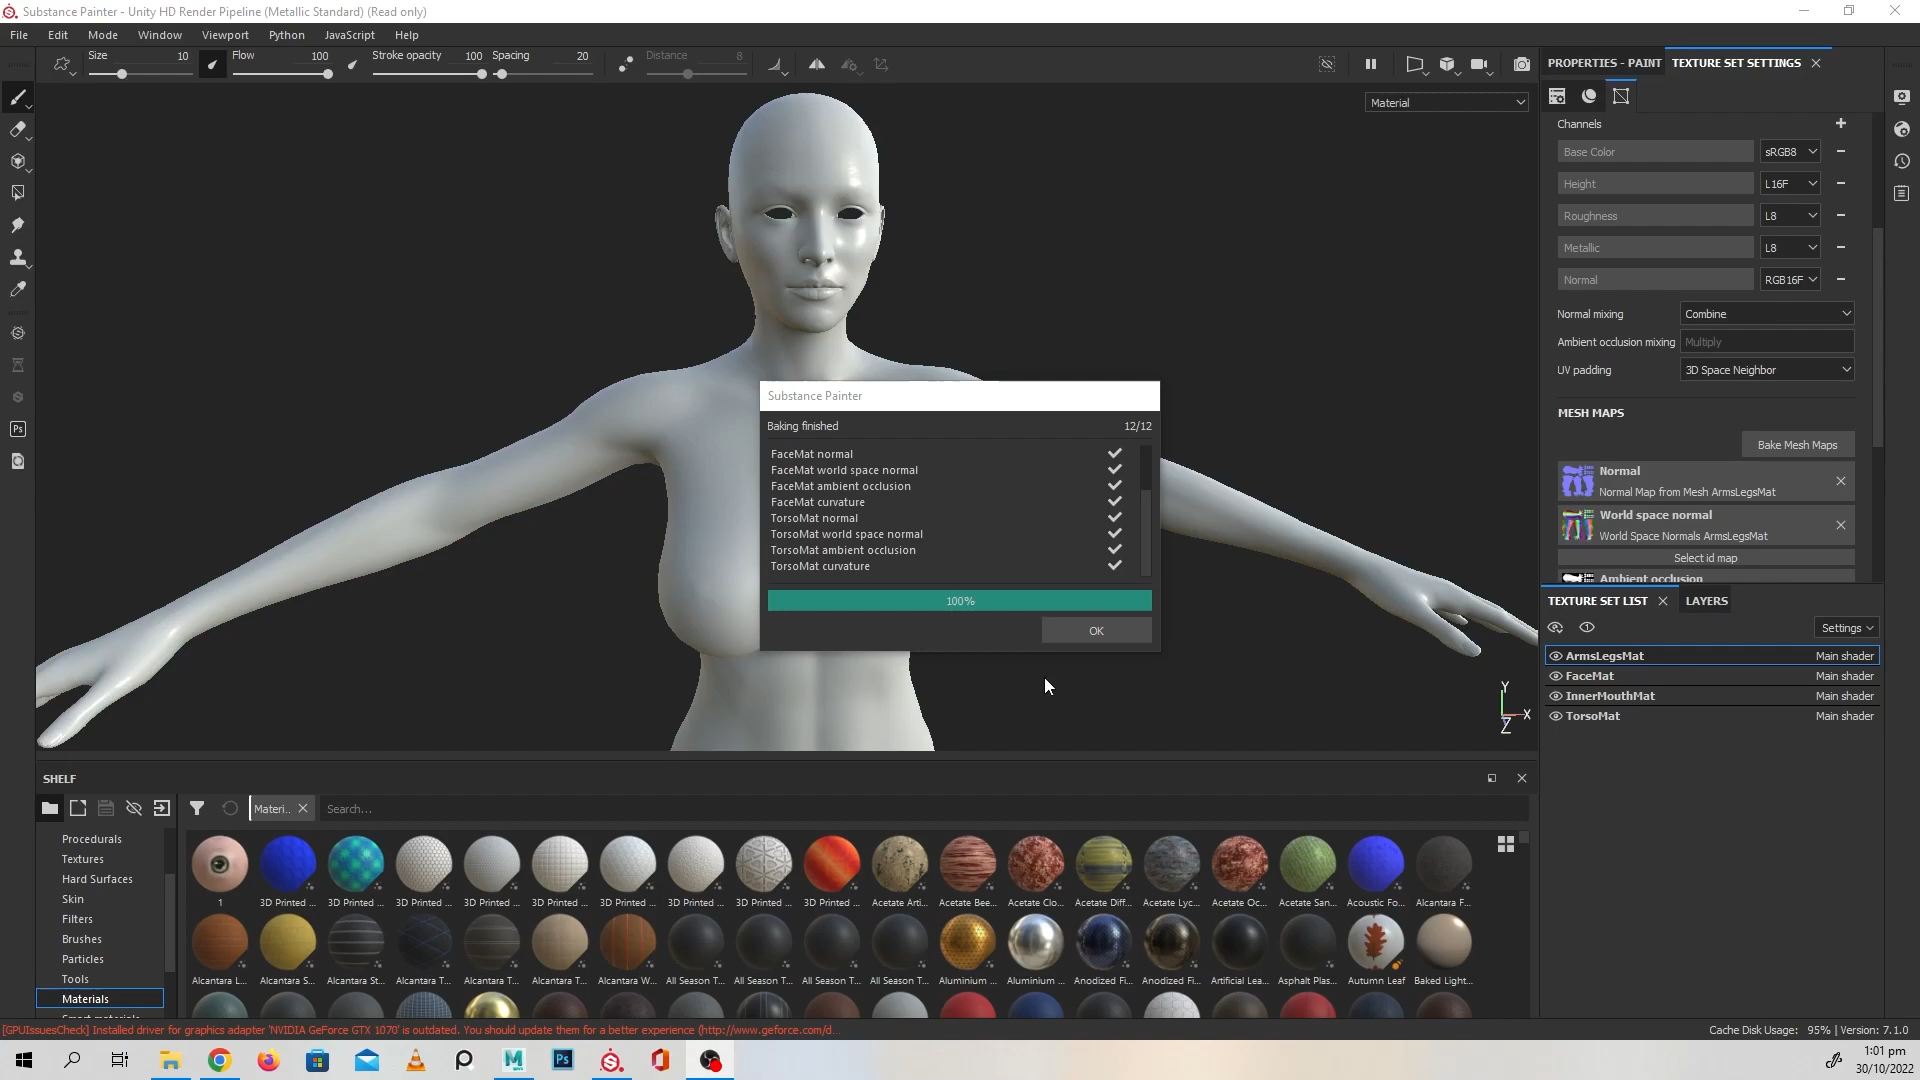 Substance Painter - Unity HD Render Pipeline (Metallic Standard) (Read only)
File Edit Mode Window Viewport Python JavaScript Help
Size 10 Flow 100 Stroke opacity 100 Spacing 20 Distance 8
PROPERTIES - PAINT TEXTURE SET SETTINGS
Material
Channels
Base Color sRGB8
Height L16F
Roughness L8
Metallic L8
Normal RGB16F
Normal mixing Combine
Ambient occlusion mixing Multiply
UV padding 3D Space Neighbor
MESH MAPS
Bake Mesh Maps
Normal
Normal Map from Mesh ArmsLegsMat
World space normal
World Space Normals ArmsLegsMat
Select id map
Ambient occlusion
Substance Painter
Baking finished 12/12
FaceMat normal
FaceMat world space normal
FaceMat ambient occlusion
FaceMat curvature
TorsoMat normal
TorsoMat world space normal
TorsoMat ambient occlusion
TorsoMat curvature
100%
OK
TEXTURE SET LIST LAYERS
Settings
ArmsLegsMat Main shader
FaceMat Main shader
InnerMouthMat Main shader
TorsoMat Main shader
Y
X
Z
SHELF
Materi... Search...
Procedurals
Textures
Hard Surfaces
Skin
Filters
Brushes
Particles
Tools
Materials
1 3D Printed ... 3D Printed ... 3D Printed ... 3D Printed ... 3D Printed ... 3D Printed ... 3D Printed ... 3D Printed ... 3D Printed ... Acetate Arti... Acetate Bee... Acetate Clo... Acetate Diff... Acetate Lyc... Acetate Oc... Acetate San... Acoustic Fo... Alcantara F...
Alcantara L... Alcantara S... Alcantara St... Alcantara T... Alcantara T... Alcantara T... Alcantara W... All Season T... All Season T... All Season T... All Season T... Aluminium ... Aluminium ... Anodized Fi... Anodized Fi... Artificial Lea... Asphalt Plas... Autumn Leaf Baked Light...
[GPUIssuesCheck] Installed driver for graphics adapter 'NVIDIA GeForce GTX 1070' is outdated. You should update them for a better experience (http://www.geforce.com/d...
Cache Disk Usage: 95% | Version: 7.1.0
Ps
1:01 pm
30/10/2022